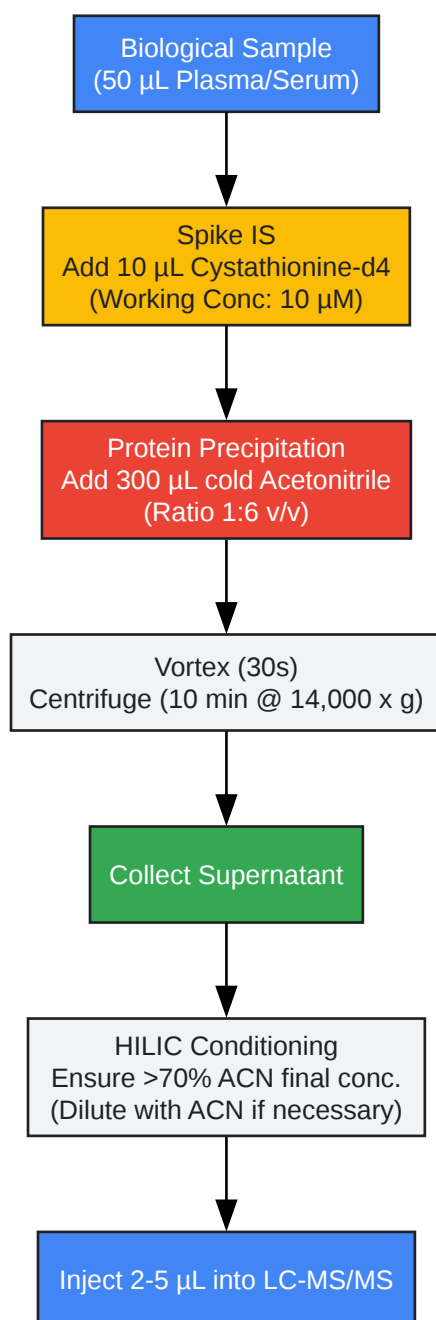 Biological Sample
(50 µL Plasma/Serum)
Spike IS
Add 10 µL Cystathionine-d4
(Working Conc: 10 µM)
Protein Precipitation
Add 300 µL cold Acetonitrile
(Ratio 1:6 v/v)
Vortex (30s)
Centrifuge (10 min @ 14,000 x g)
Collect Supernatant
HILIC Conditioning
Ensure >70% ACN final conc.
(Dilute with ACN if necessary)
Inject 2-5 µL into LC-MS/MS